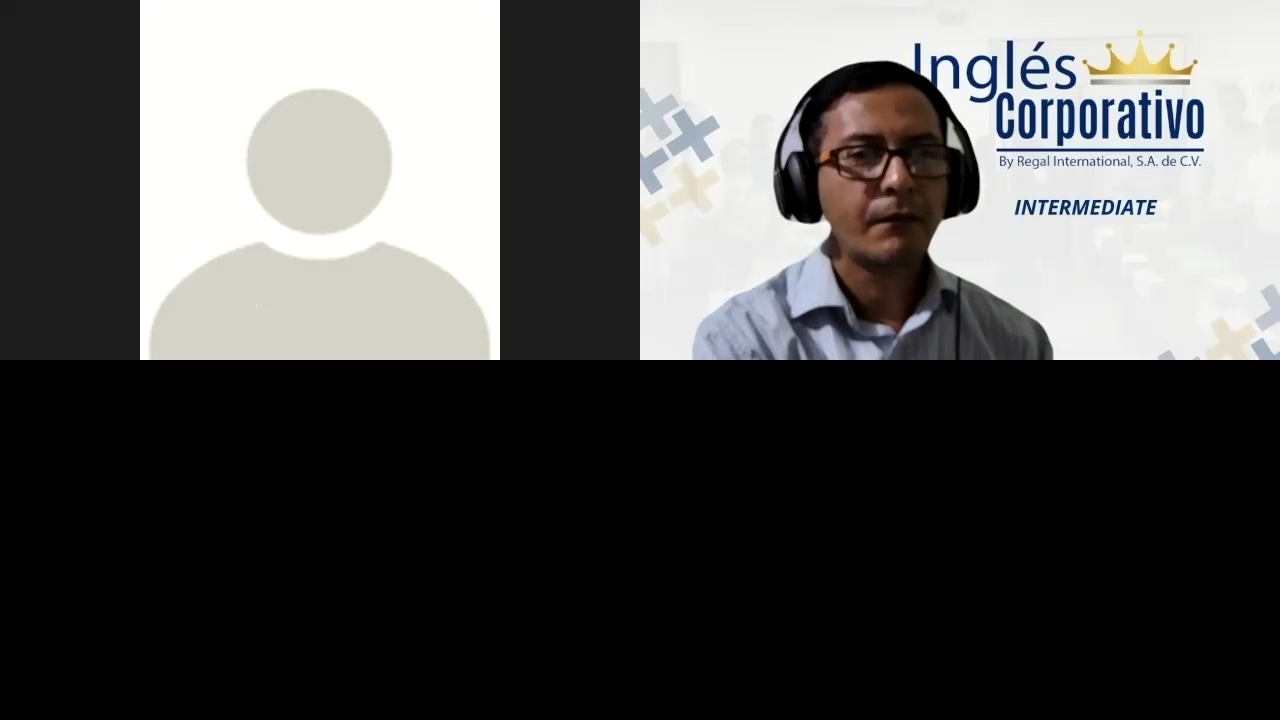 Inglés
Corporativo
By Regal International, S.A. de C.V.
INTERMEDIATE